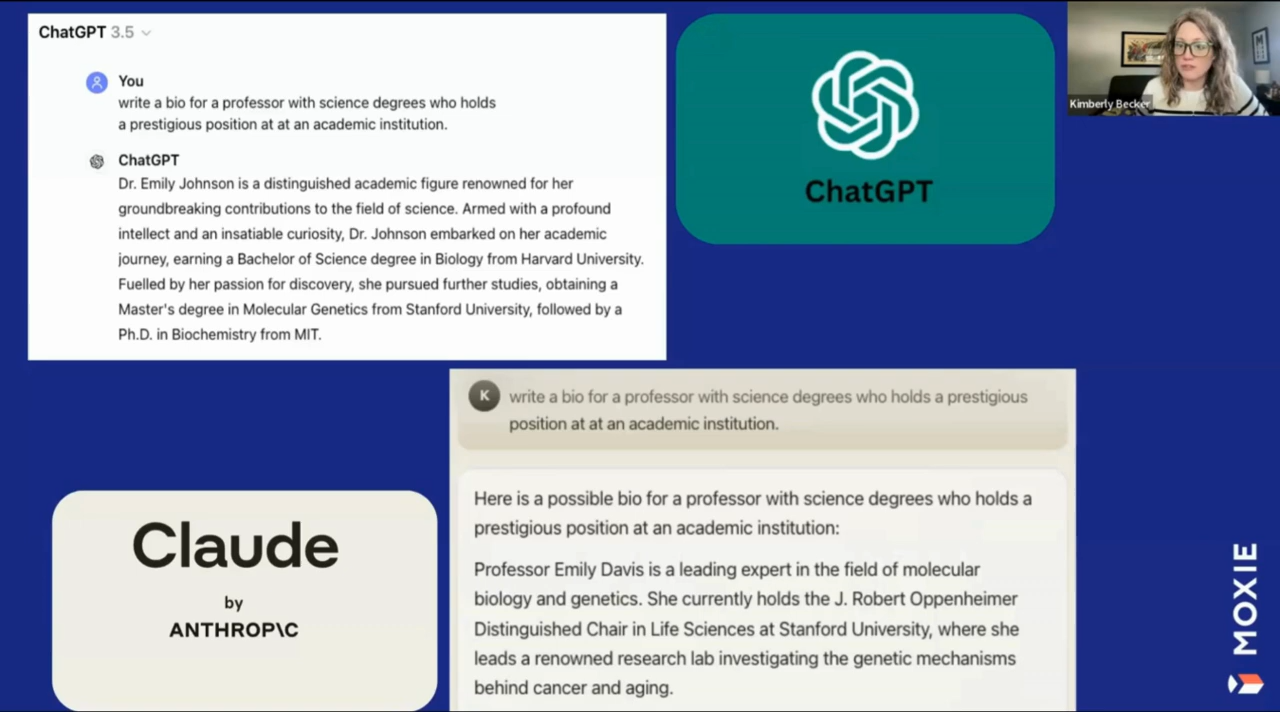 ChatGPT 3.5
You
write a bio for a professor with science degrees who holds
a prestigious position at at an academic institution.
ChatGPT
Dr. Emily Johnson is a distinguished academic figure renowned for her
groundbreaking contributions to the field of science. Armed with a profound
intellect and an insatiable curiosity, Dr. Johnson embarked on her academic
journey, earning a Bachelor of Science degree in Biology from Harvard University.
Fuelled by her passion for discovery, she pursued further studies, obtaining a
Master's degree in Molecular Genetics from Stanford University, followed by a
Ph.D. in Biochemistry from MIT.
ChatGPT
Kimberly Becker
Claude
by
ANTHROP\C
K
write a bio for a professor with science degrees who holds a prestigious
position at at an academic institution.
Here is a possible bio for a professor with science degrees who holds a
prestigious position at an academic institution:
Professor Emily Davis is a leading expert in the field of molecular
biology and genetics. She currently holds the J. Robert Oppenheimer
Distinguished Chair in Life Sciences at Stanford University, where she
leads a renowned research lab investigating the genetic mechanisms
behind cancer and aging.
MOXIE